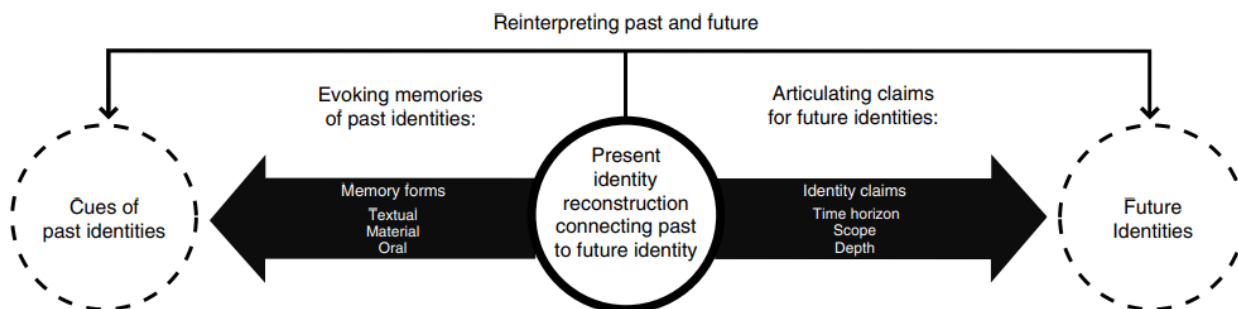 Reinterpreting past and future
Evoking memories
of past identities:
Articulating claims
for future identities:
Cues of
past identities
Memory forms
Textual
Material
Oral
Present
identity
reconstruction
connecting past
to future identity
Identity claims
Time horizon
Scope
Depth
Future
Identities